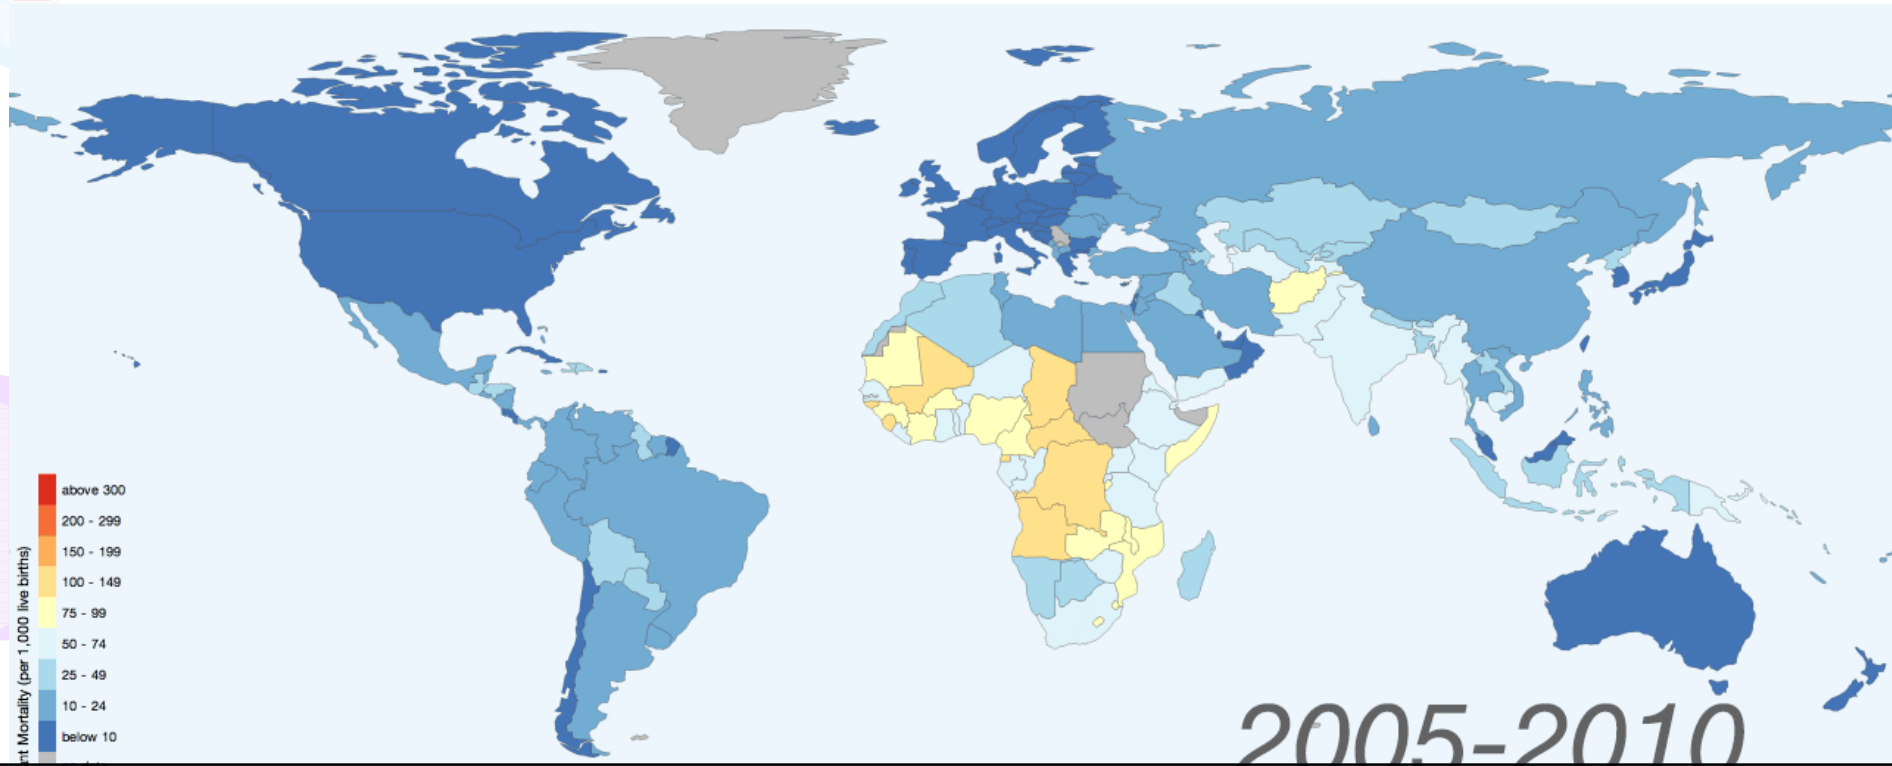 above 300
200 - 299
150 - 199
100 - 149
75 - 99
50 - 74
25 - 49
10 - 24
below 10
nt Mortality (per 1,000 live births)
2005-2010